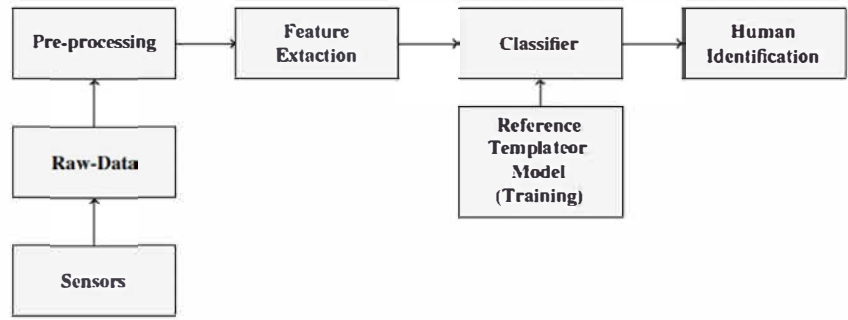 Pre-processing
Feature
Extaction
Classifier
Human
Identification
Raw-Data
Reference
Templateor
Model
(Training)
Sensors